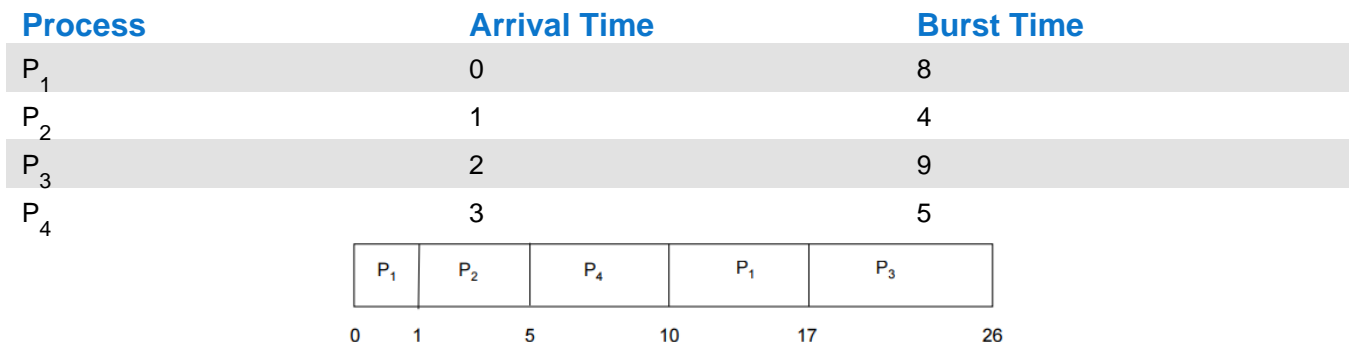 Process Arrival Time Burst Time
P1 0 8
P2 1 4
P3 2 9
P4 3 5
P1 P2 P4 P1 P3
0 1 5 10 17 26